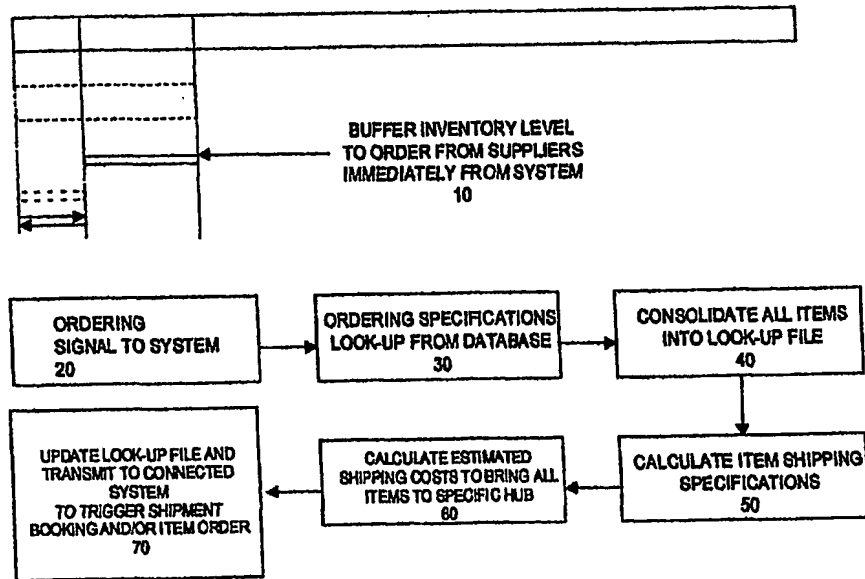 BUFFER INVENTORY LEVEL
TO ORDER FROM SUPPLIERS
IMMEDIATELY FROM SYSTEM
10
ORDERING
SIGNAL TO SYSTEM
20
ORDERING SPECIFICATIONS
LOOK-UP FROM DATABASE
30
CONSOLIDATE ALL ITEMS
INTO LOOK-UP FILE
40
CALCULATE ITEM SHIPPING
SPECIFICATIONS
50
CALCULATE ESTIMATED
SHIPPING COSTS TO BRING ALL
ITEMS TO SPECIFIC HUB
60
UPDATE LOOK-UP FILE AND
TRANSMIT TO CONNECTED
SYSTEM
TO TRIGGER SHIPMENT
BOOKING AND/OR ITEM ORDER
70